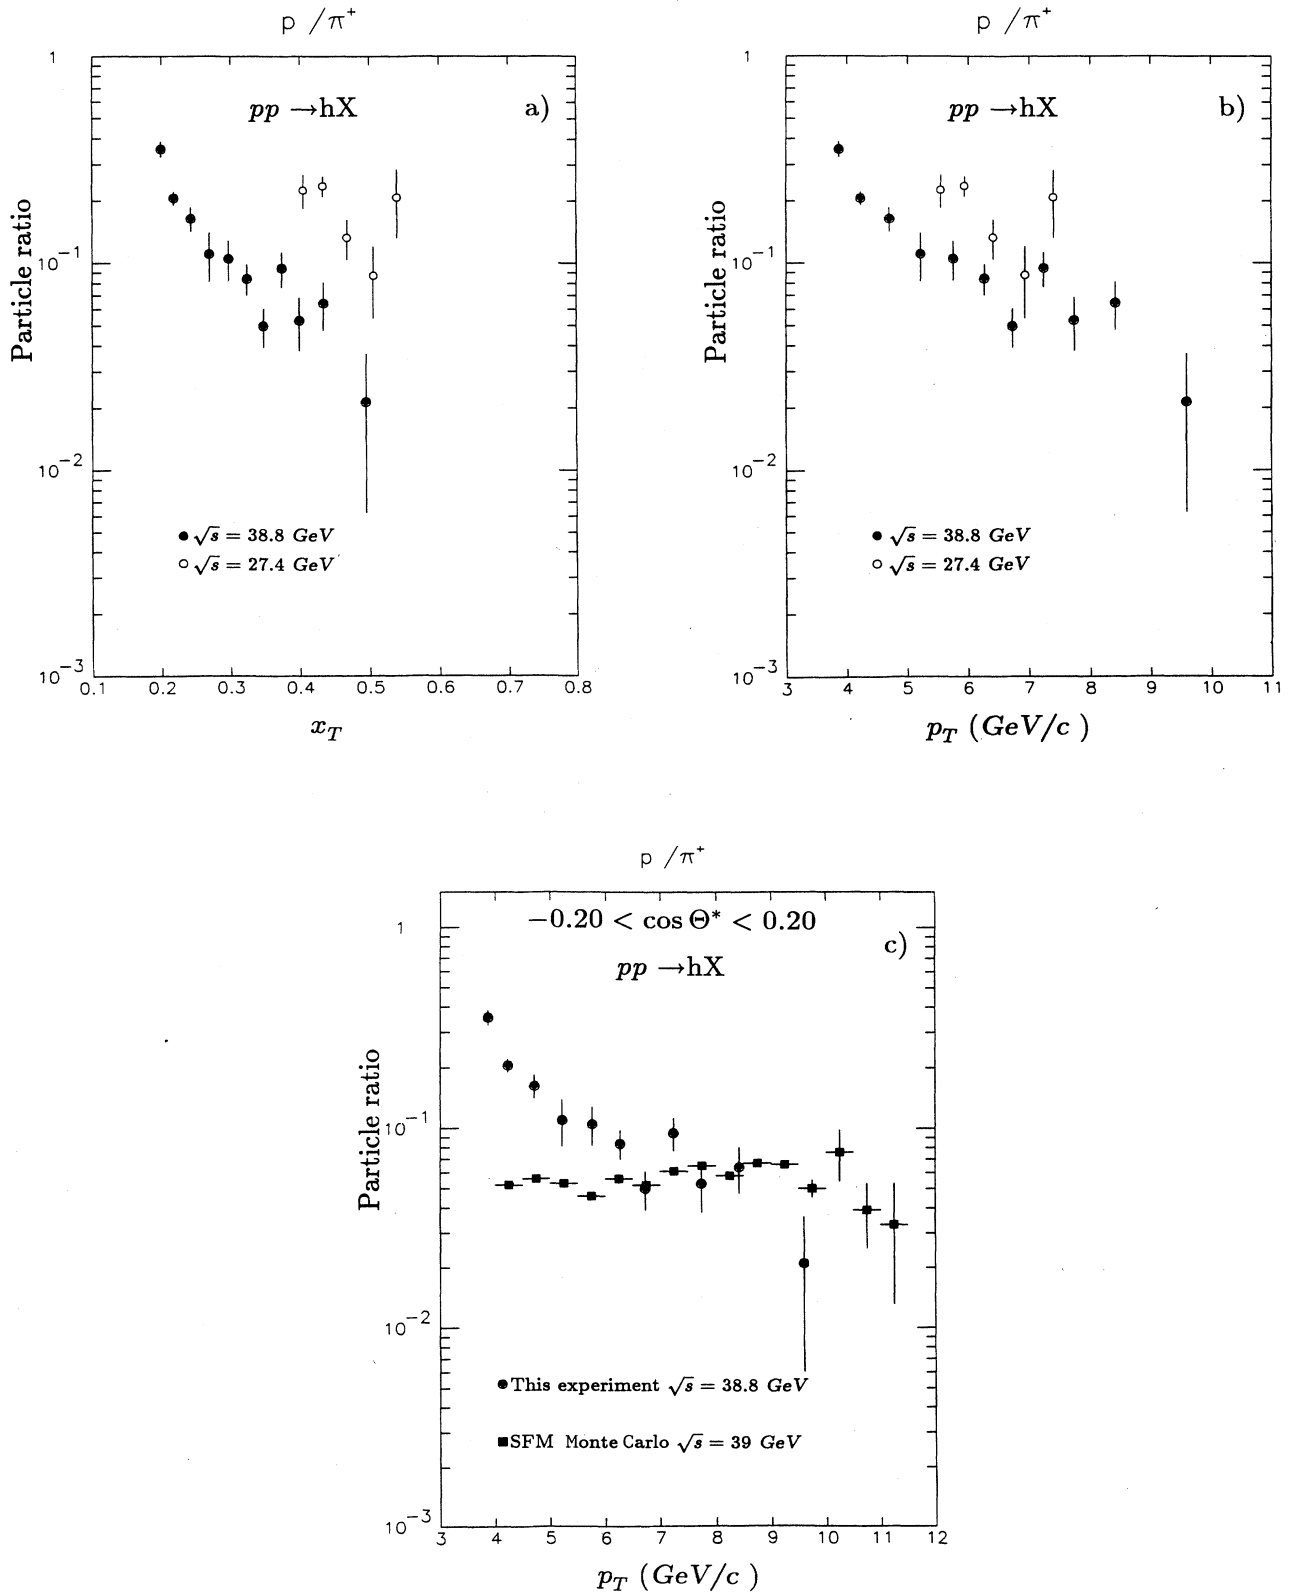 p /π⁺
1
pp →hX
a)
Particle ratio
10⁻¹
10⁻²
● √s = 38.8 GeV
○ √s = 27.4 GeV
10⁻³
0.1 0.2 0.3 0.4 0.5 0.6 0.7 0.8
x_T
p /π⁺
1
pp →hX
b)
Particle ratio
10⁻¹
10⁻²
● √s = 38.8 GeV
○ √s = 27.4 GeV
10⁻³
3 4 5 6 7 8 9 10 11
p_T (GeV/c )
p /π⁺
−0.20 < cos Θ* < 0.20
1
c)
pp →hX
Particle ratio
10⁻¹
10⁻²
● This experiment √s = 38.8 GeV
■ SFM Monte Carlo √s = 39 GeV
10⁻³
3 4 5 6 7 8 9 10 11 12
p_T (GeV/c )